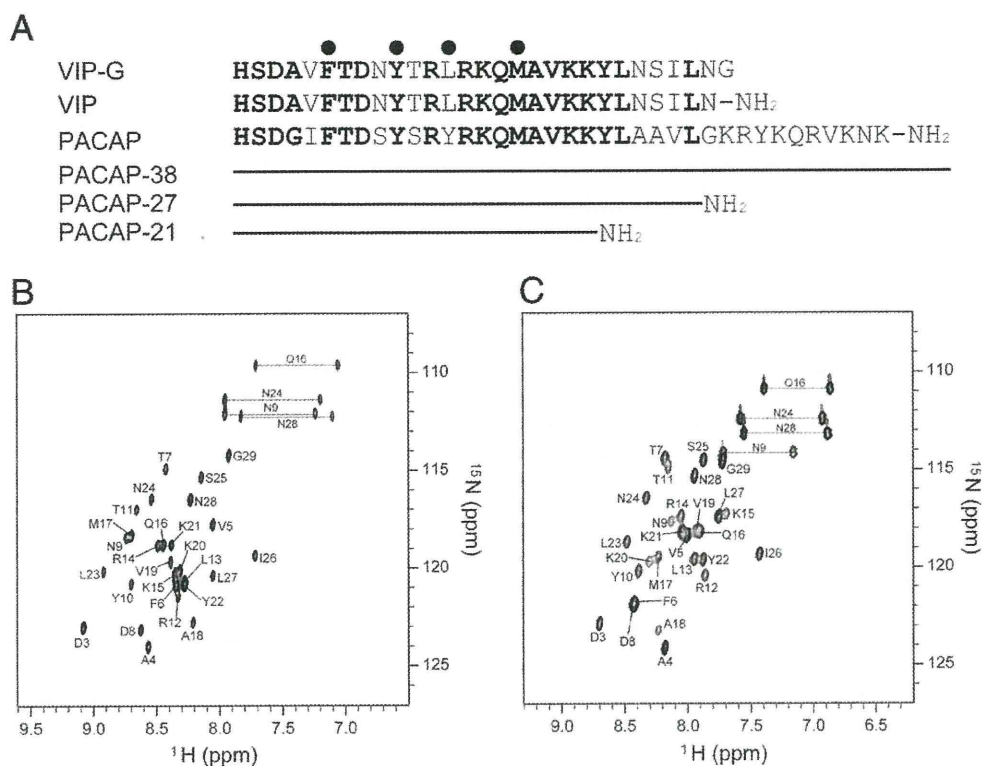 A
VIP-G HSDAVFTDNYTRLRKQMAVKKYLNSILNG
VIP HSDAVFTDNYTRLRKQMAVKKYLNSILN-NH2
PACAP HSDGIFTDSYSRYRKQMAVKKYLAAVLGKRYKQRVKNK-NH2
PACAP-38
PACAP-27 NH2
PACAP-21 NH2
B
Q16
N24
N9
N28
T7
G29
S25
N24
N28
T11
Q16
K21
V5
M17
N9
R14
K20
V19
L13
I26
L23
K15
L27
Y10
F6
Y22
R12
D3
D8
A18
A4
110
115
120
125
15N (ppm)
9.5 9.0 8.5 8.0 7.5 7.0
1H (ppm)
C
Q16
N24
N28
N9
T7
S25
T11
G29
N28
N24
R14
V19
L27
N9
K15
K21
Q16
L23
K20
V5
I26
Y10
L13
Y22
M17
R12
F6
D3
A18
D8
A4
110
115
120
125
15N (ppm)
9.0 8.5 8.0 7.5 7.0 6.5
1H (ppm)